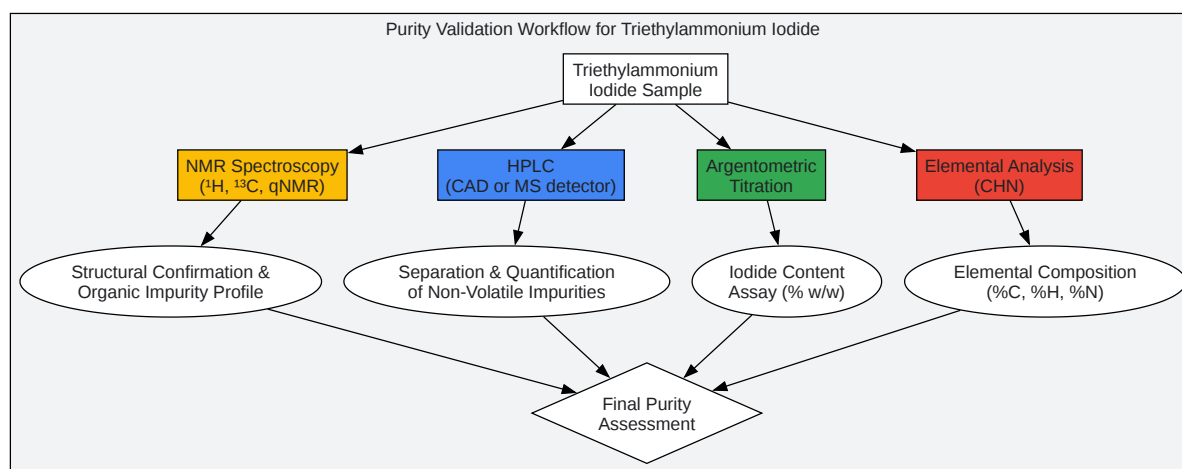 Purity Validation Workflow for Triethylammonium Iodide
Triethylammonium
Iodide Sample
NMR Spectroscopy
(¹H, ¹³C, qNMR)
HPLC
(CAD or MS detector)
Argentometric
Titration
Elemental Analysis
(CHN)
Structural Confirmation &
Organic Impurity Profile
Separation & Quantification
of Non-Volatile Impurities
Iodide Content
Assay (% w/w)
Elemental Composition
(%C, %H, %N)
Final Purity
Assessment